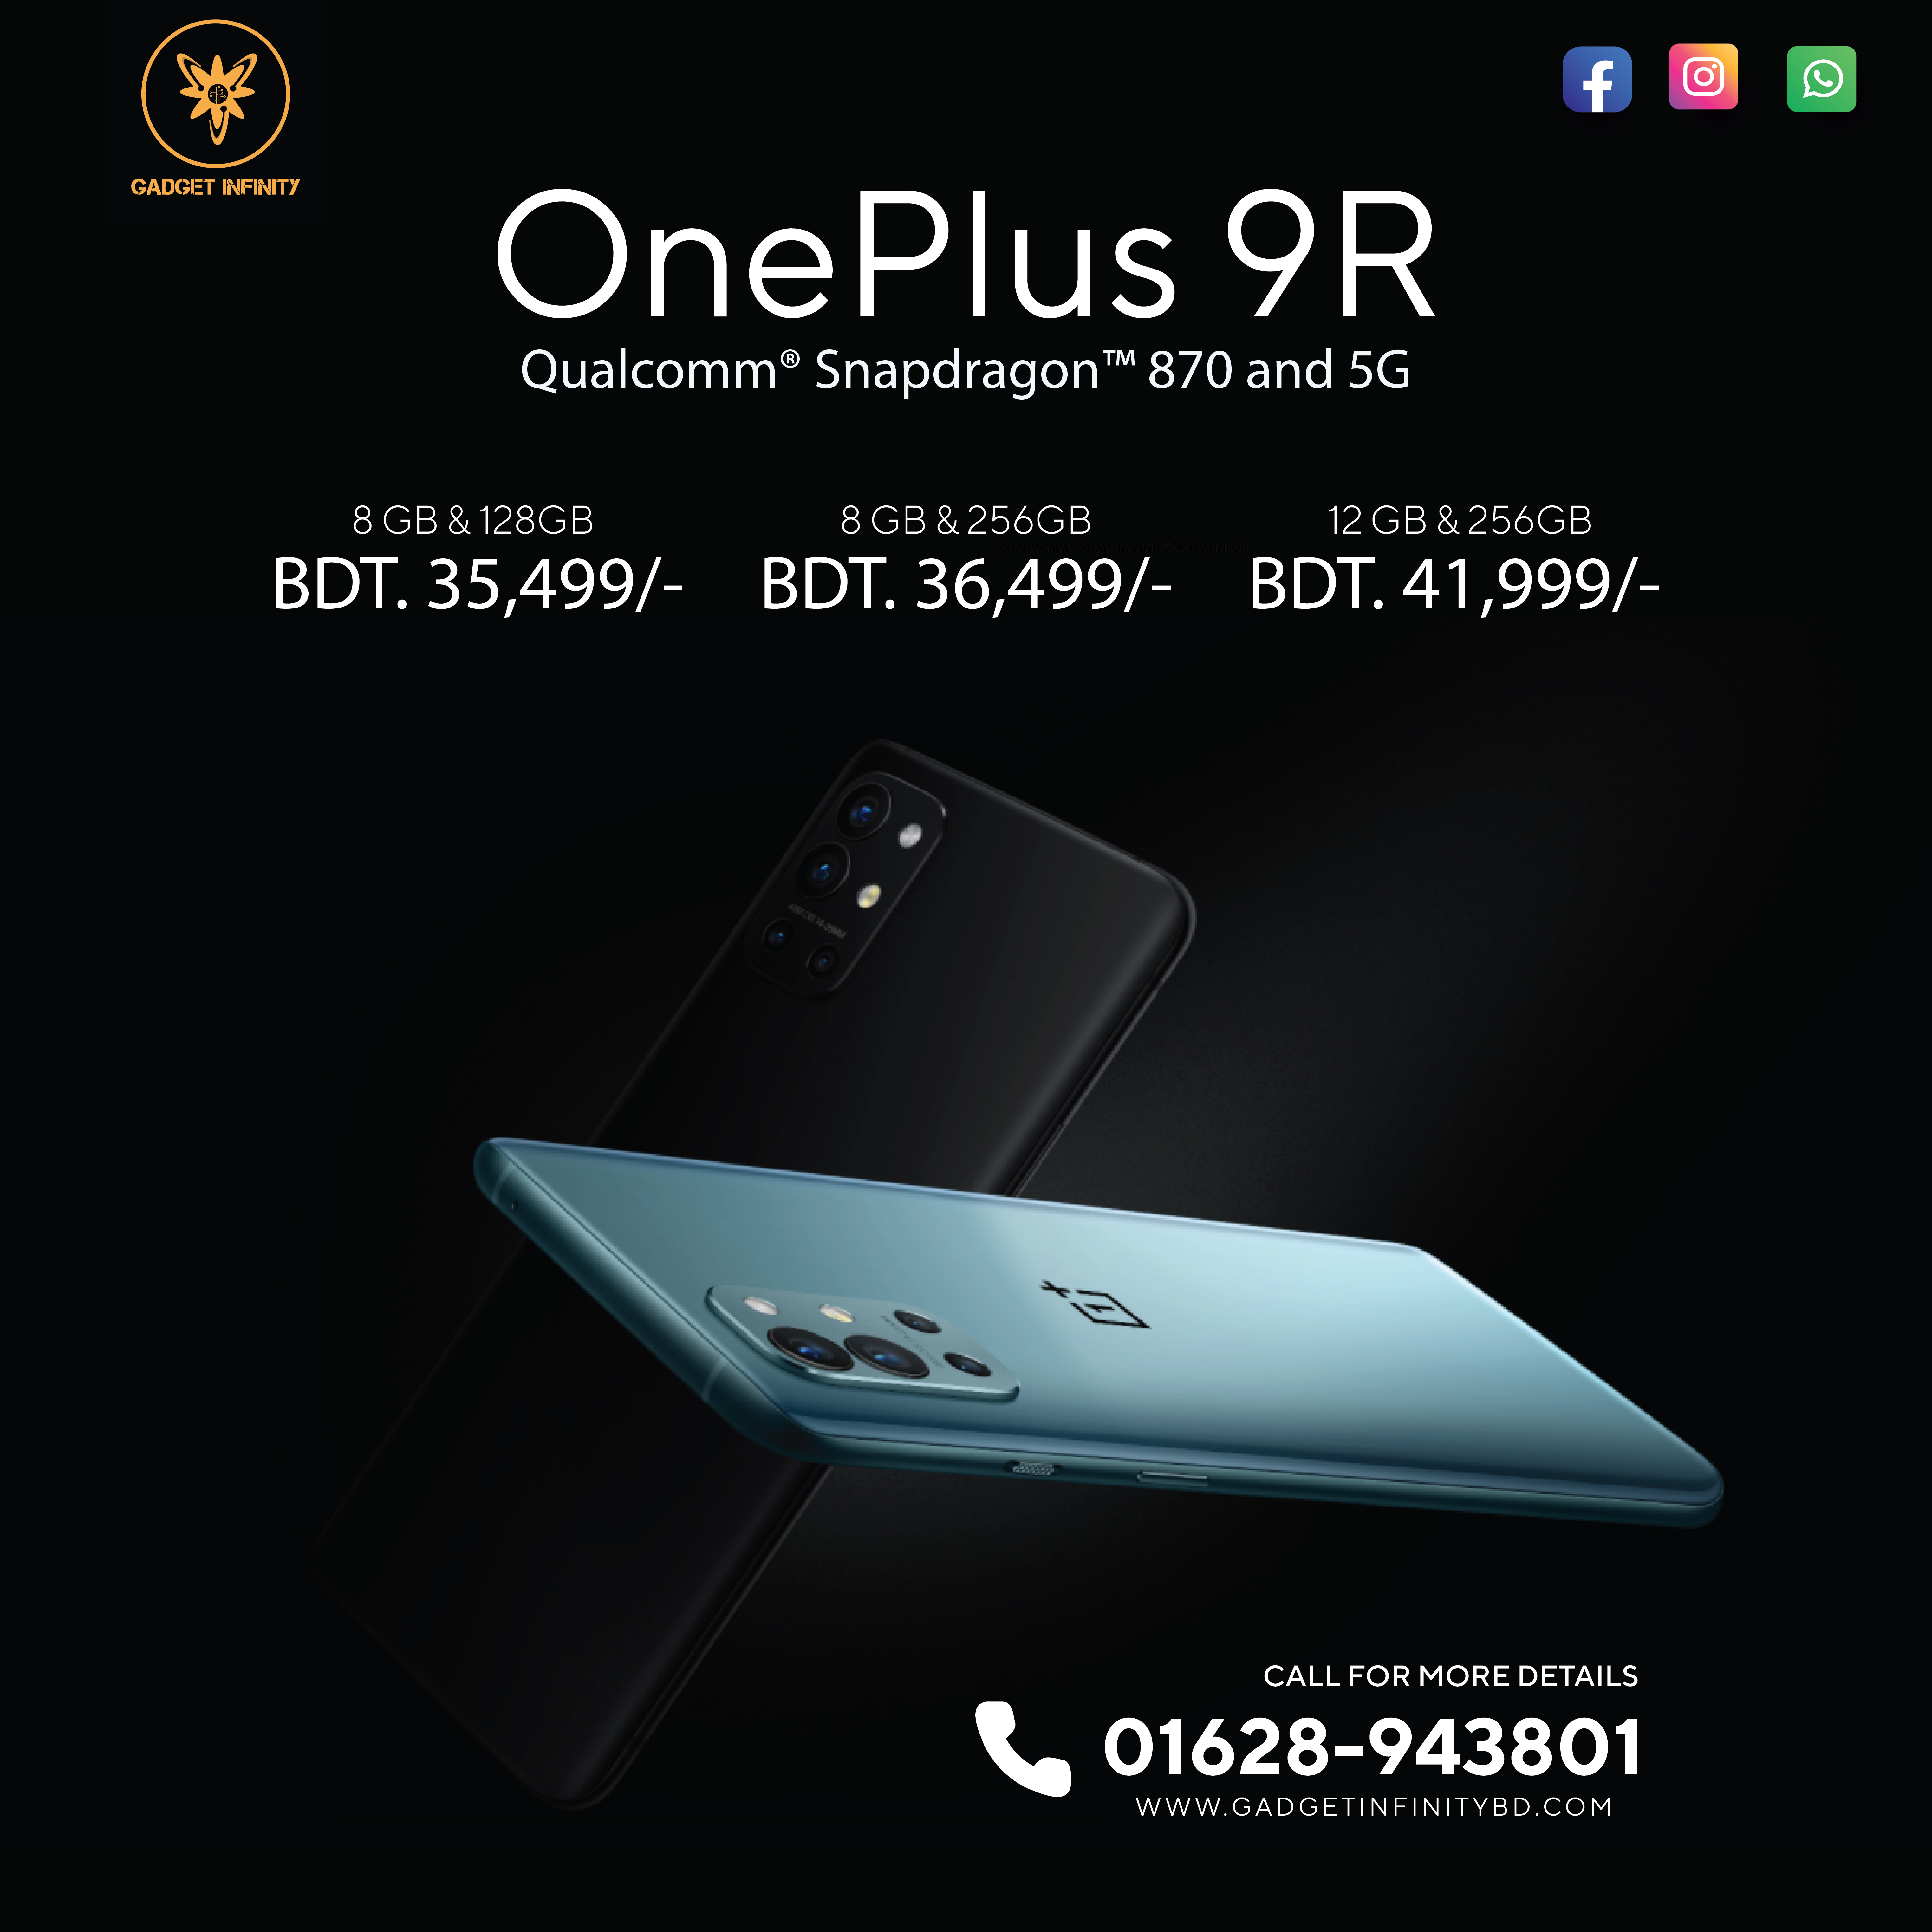 GADGET INFINITY
OnePlus 9R
Qualcomm® Snapdragon™ 870 and 5G
8 GB & 128GB
BDT. 35,499/-
8 GB & 256GB
BDT. 36,499/-
12 GB & 256GB
BDT. 41,999/-
CALL FOR MORE DETAILS
01628-943801
WWW.GADGETINFINITYBD.COM